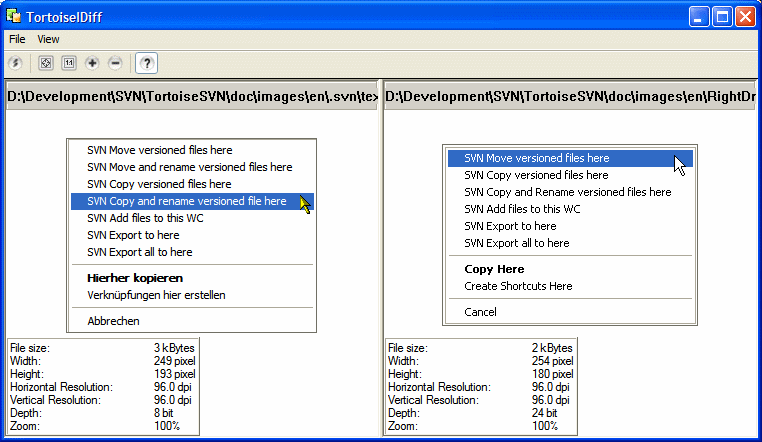 TortoiseIDiff
File View
1:1 ?
D:\Development\SVN\TortoiseSVN\doc\images\en\.svn\tex
SVN Move versioned files here
SVN Move and rename versioned files here
SVN Copy versioned files here
SVN Copy and rename versioned file here
SVN Add files to this WC
SVN Export to here
SVN Export all to here
Hierher kopieren
Verknüpfungen hier erstellen
Abbrechen
File size: 3 kBytes
Width: 249 pixel
Height: 193 pixel
Horizontal Resolution: 96.0 dpi
Vertical Resolution: 96.0 dpi
Depth: 8 bit
Zoom: 100%
D:\Development\SVN\TortoiseSVN\doc\images\en\RightDr
SVN Move versioned files here
SVN Copy versioned files here
SVN Copy and Rename versioned files here
SVN Add files to this WC
SVN Export to here
SVN Export all to here
Copy Here
Create Shortcuts Here
Cancel
File size: 2 kBytes
Width: 254 pixel
Height: 180 pixel
Horizontal Resolution: 96.0 dpi
Vertical Resolution: 96.0 dpi
Depth: 24 bit
Zoom: 100%